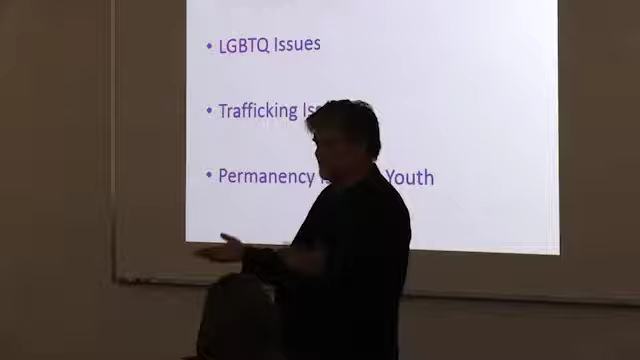 • LGBTQ Issues
• Trafficking Is
• Permanency Youth